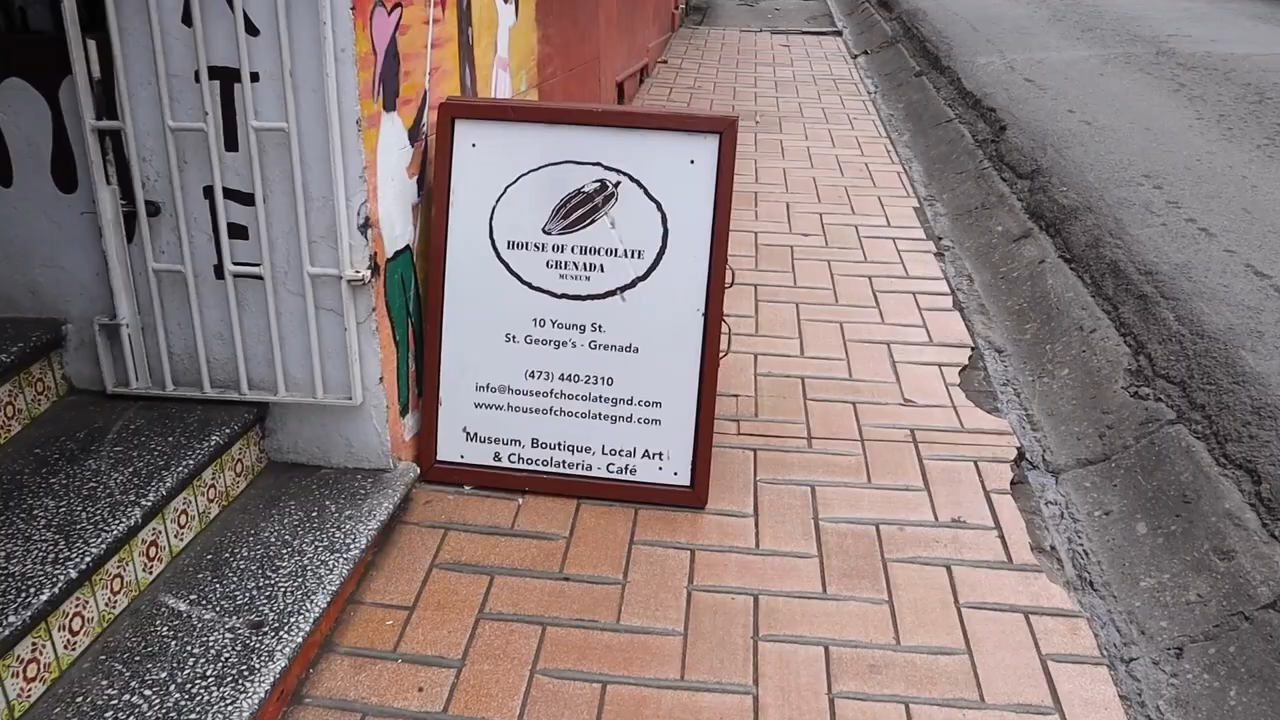 TE
HOUSE OF CHOCOLATE
GRENADA
MUSEUM
10 Young St.
St. George's - Grenada
(473) 440-2310
info@houseofchocolategnd.com
www.houseofchocolategnd.com
Museum, Boutique, Local Art
& Chocolateria - Café